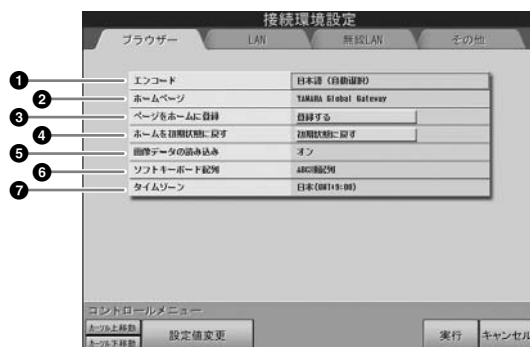 接続環境設定
ブラウザー LAN 無線LAN その他
1 エンコード 日本語（自動選択）
2 ホームページ YAMAHA Global Gateway
3 ページをホームに登録 登録する
4 ホームを初期状態に戻す 初期状態に戻す
5 画像データの読み込み オン
6 ソフトキーボード配列 ABC順配列
7 タイムゾーン 日本(GMT+9:00)
コントロールメニュー
カーソル上移動
カーソル下移動
設定値変更 実行 キャンセル